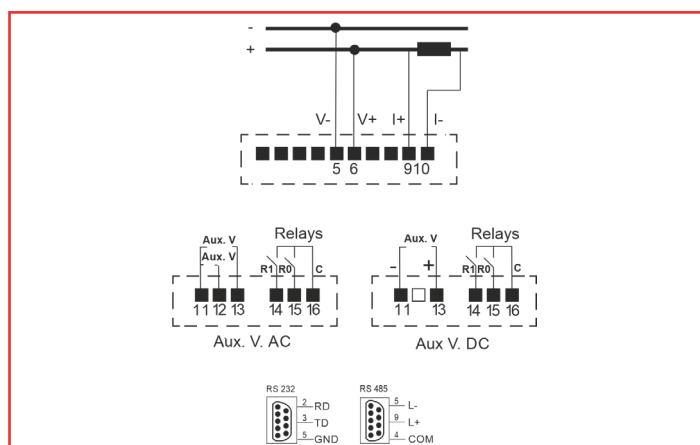 -
+
V- V+ I+ I-
5 6 9 10
Aux. V Relays
Aux. V R1 R0 C
11 12 13 14 15 16
Aux. V. AC
Aux. V Relays
- + R1 R0 C
11 13 14 15 16
Aux V. DC
RS 232
2 RD
3 TD
5 GND
RS 485
5 L-
9 L+
4 COM